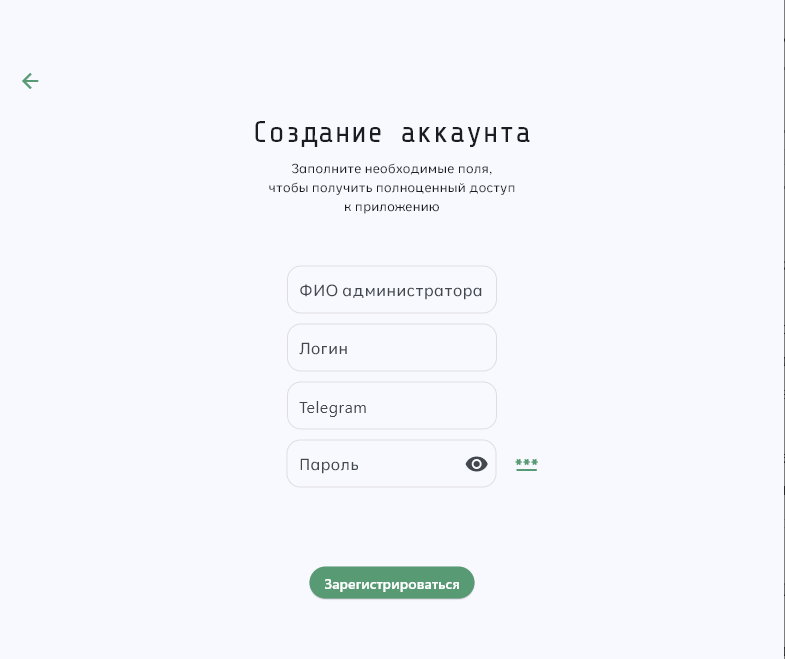 Создание аккаунта
Заполните необходимые поля,
чтобы получить полноценный доступ
к приложению
ФИО администратора
Логин
Telegram
Пароль
***
Зарегистрироваться